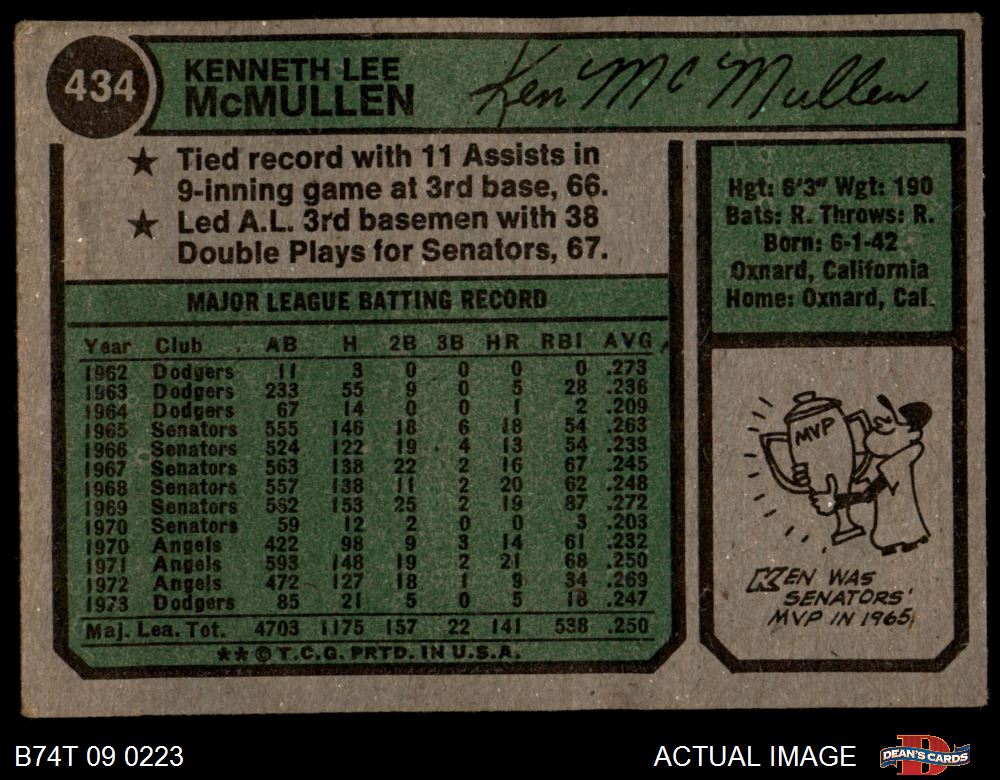 434
KENNETH LEE
McMULLEN
Ken McMullen
★ Tied record with 11 Assists in
9-inning game at 3rd base, 66.
★ Led A.L. 3rd basemen with 38
Double Plays for Senators, 67.
Hgt: 6'3" Wgt: 190
Bats: R. Throws: R.
Born: 6-1-42
Oxnard, California
Home: Oxnard, Cal.
MAJOR LEAGUE BATTING RECORD
Year Club AB H 2B 3B HR RBI AVG
1962 Dodgers 11 3 0 0 0 0 .273
1963 Dodgers 233 55 9 0 5 28 .236
1964 Dodgers 67 14 0 0 1 2 .209
1965 Senators 555 146 18 6 18 54 .263
1966 Senators 524 122 19 4 13 54 .233
1967 Senators 563 138 22 2 16 67 .245
1968 Senators 557 138 11 2 20 62 .248
1969 Senators 562 153 25 2 19 87 .272
1970 Senators 59 12 2 0 0 3 .203
1970 Angels 422 98 9 3 14 61 .232
1971 Angels 593 148 19 2 21 68 .250
1972 Angels 472 127 18 1 9 34 .269
1973 Dodgers 85 21 5 0 5 18 .247
Maj. Lea. Tot. 4703 1175 157 22 141 538 .250
** © T.C.G. PRTD. IN U.S.A.
MVP
KEN WAS
SENATORS'
MVP IN 1965
B74T 09 0223
ACTUAL IMAGE
DEAN'S CARDS